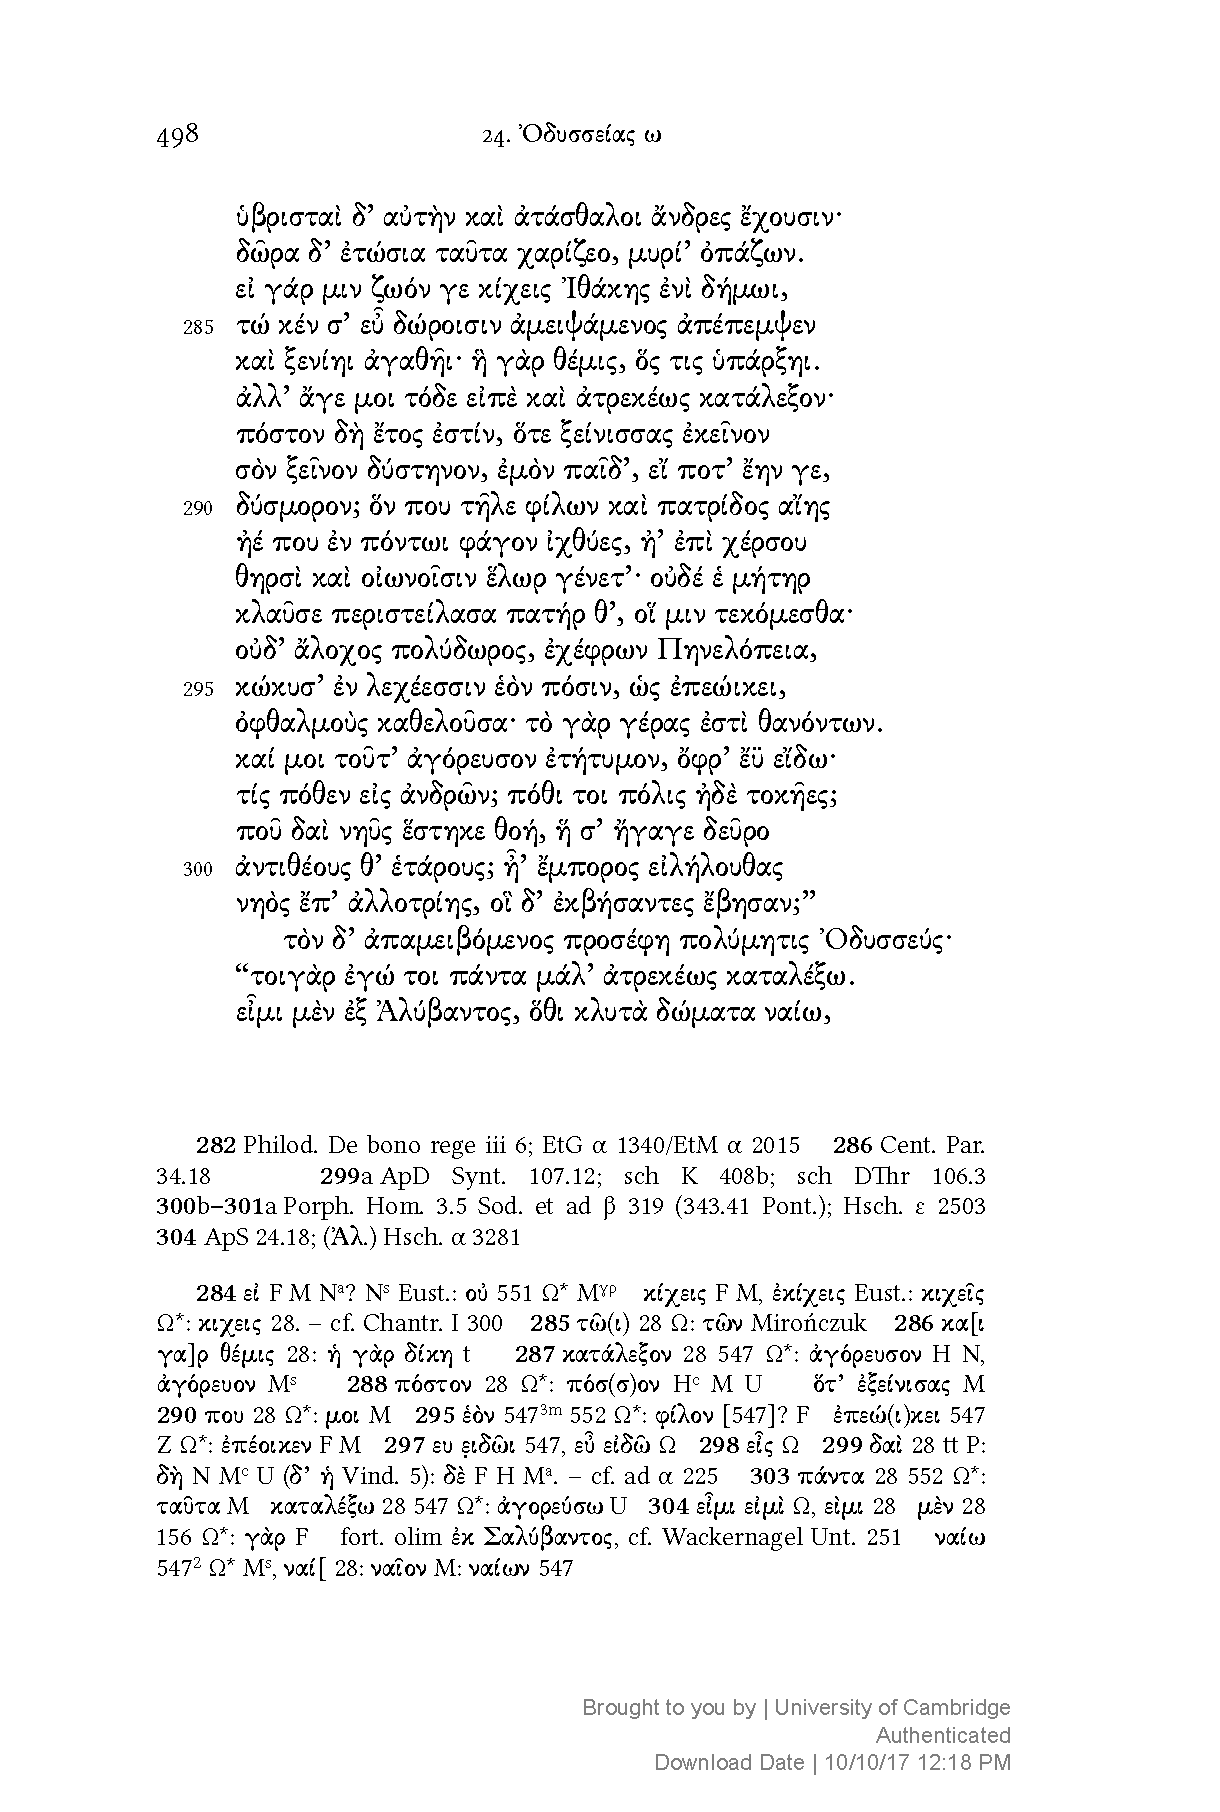 498 24. Ὀδυσσείας ω
ὑβρισταὶ δ’ αὐτὴν καὶ ἀτάσθαλοι ἄνδρες ἔχουσιν·
δῶρα δ’ ἐτώσια ταῦτα χαρίζεο, μυρί’ ὀπάζων.
εἰ γάρ μιν ζωόν γε κίχεις Ἰθάκης ἐνὶ δήμωι,
285 τώ κέν σ’ εὖ δώροισιν ἀμειψάμενος ἀπέπεμψεν
καὶ ξενίηι ἀγαθῆι· ἣ γὰρ θέμις, ὅς τις ὑπάρξηι.
ἀλλ’ ἄγε μοι τόδε εἰπὲ καὶ ἀτρεκέως κατάλεξον·
πόστον δὴ ἔτος ἐστίν, ὅτε ξείνισσας ἐκεῖνον
σὸν ξεῖνον δύστηνον, ἐμὸν παῖδ’, εἴ ποτ’ ἔην γε,
290 δύσμορον; ὅν που τῆλε φίλων καὶ πατρίδος αἴης
ἠέ που ἐν πόντωι φάγον ἰχθύες, ἠ’ ἐπὶ χέρσου
θηρσὶ καὶ οἰωνοῖσιν ἕλωρ γένετ’· οὐδέ ἑ μήτηρ
κλαῦσε περιστείλασα πατήρ θ’, οἵ μιν τεκόμεσθα·
οὐδ’ ἄλοχος πολύδωρος, ἐχέφρων Πηνελόπεια,
295 κώκυσ’ ἐν λεχέεσσιν ἑὸν πόσιν, ὡς ἐπεώικει,
ὀφθαλμοὺς καθελοῦσα· τὸ γὰρ γέρας ἐστὶ θανόντων.
καί μοι τοῦτ’ ἀγόρευσον ἐτήτυμον, ὄφρ’ ἔϋ εἴδω·
τίς πόθεν εἰς ἀνδρῶν; πόθι τοι πόλις ἠδὲ τοκῆες;
ποῦ δαὶ νηῦς ἕστηκε θοή, ἥ σ’ ἤγαγε δεῦρο
300 ἀντιθέους θ’ ἑτάρους; ἦ’ ἔμπορος εἰλήλουθας
νηὸς ἔπ’ ἀλλοτρίης, οἳ δ’ ἐκβήσαντες ἔβησαν;”
τὸν δ’ ἀπαμειβόμενος προσέφη πολύμητις Ὀδυσσεύς·
“τοιγὰρ ἐγώ τοι πάντα μάλ’ ἀτρεκέως καταλέξω.
εἶμι μὲν ἐξ Ἀλύβαντος, ὅθι κλυτὰ δώματα ναίω,
282 Philod. De bono rege iii 6; EtG α 1340/EtM α 2015 286 Cent. Par.
34.18 299a ApD Synt. 107.12; sch K 408b; sch DThr 106.3
300b–301a Porph. Hom. 3.5 Sod. et ad β 319 (343.41 Pont.); Hsch. ε 2503
304 ApS 24.18; (Ἀλ.) Hsch. α 3281
284 εἰ F M Nᵃ? Nˢ Eust.: οὐ 551 Ω* Mᵞᵖ κίχεις F M, ἐκίχεις Eust.: κιχεῖς
Ω*: κιχεις 28. – cf. Chantr. I 300 285 τῶ(ι) 28 Ω: τῶν Mirończuk 286 κα[ι
γα]ρ θέμις 28: ἡ γὰρ δίκη t 287 κατάλεξον 28 547 Ω*: ἀγόρευσον H N,
ἀγόρευον Mˢ 288 πόστον 28 Ω*: πόσ(σ)ον Hᶜ M U ὅτ’ ἐξείνισας M
290 που 28 Ω*: μοι M 295 ἑὸν 547³ᵐ 552 Ω*: φίλον [547]? F ἐπεώ(ι)κει 547
Z Ω*: ἐπέοικεν F M 297 ευ ε̣ιδῶι 547, εὖ εἰδῶ Ω 298 εἶς Ω 299 δαὶ 28 tt P:
δὴ N Mᶜ U (δ’ ἡ Vind. 5): δὲ F H Mᵃ. – cf. ad α 225 303 πάντα 28 552 Ω*:
ταῦτα M καταλέξω 28 547 Ω*: ἀγορεύσω U 304 εἶμι εἰμὶ Ω, εὶμι 28 μὲν 28
156 Ω*: γὰρ F fort. olim ἐκ Σαλύβαντος, cf. Wackernagel Unt. 251 ναίω
547² Ω* Mˢ, ναί[ 28: ναῖον M: ναίων 547
Brought to you by | University of Cambridge
Authenticated
Download Date | 10/10/17 12:18 PM